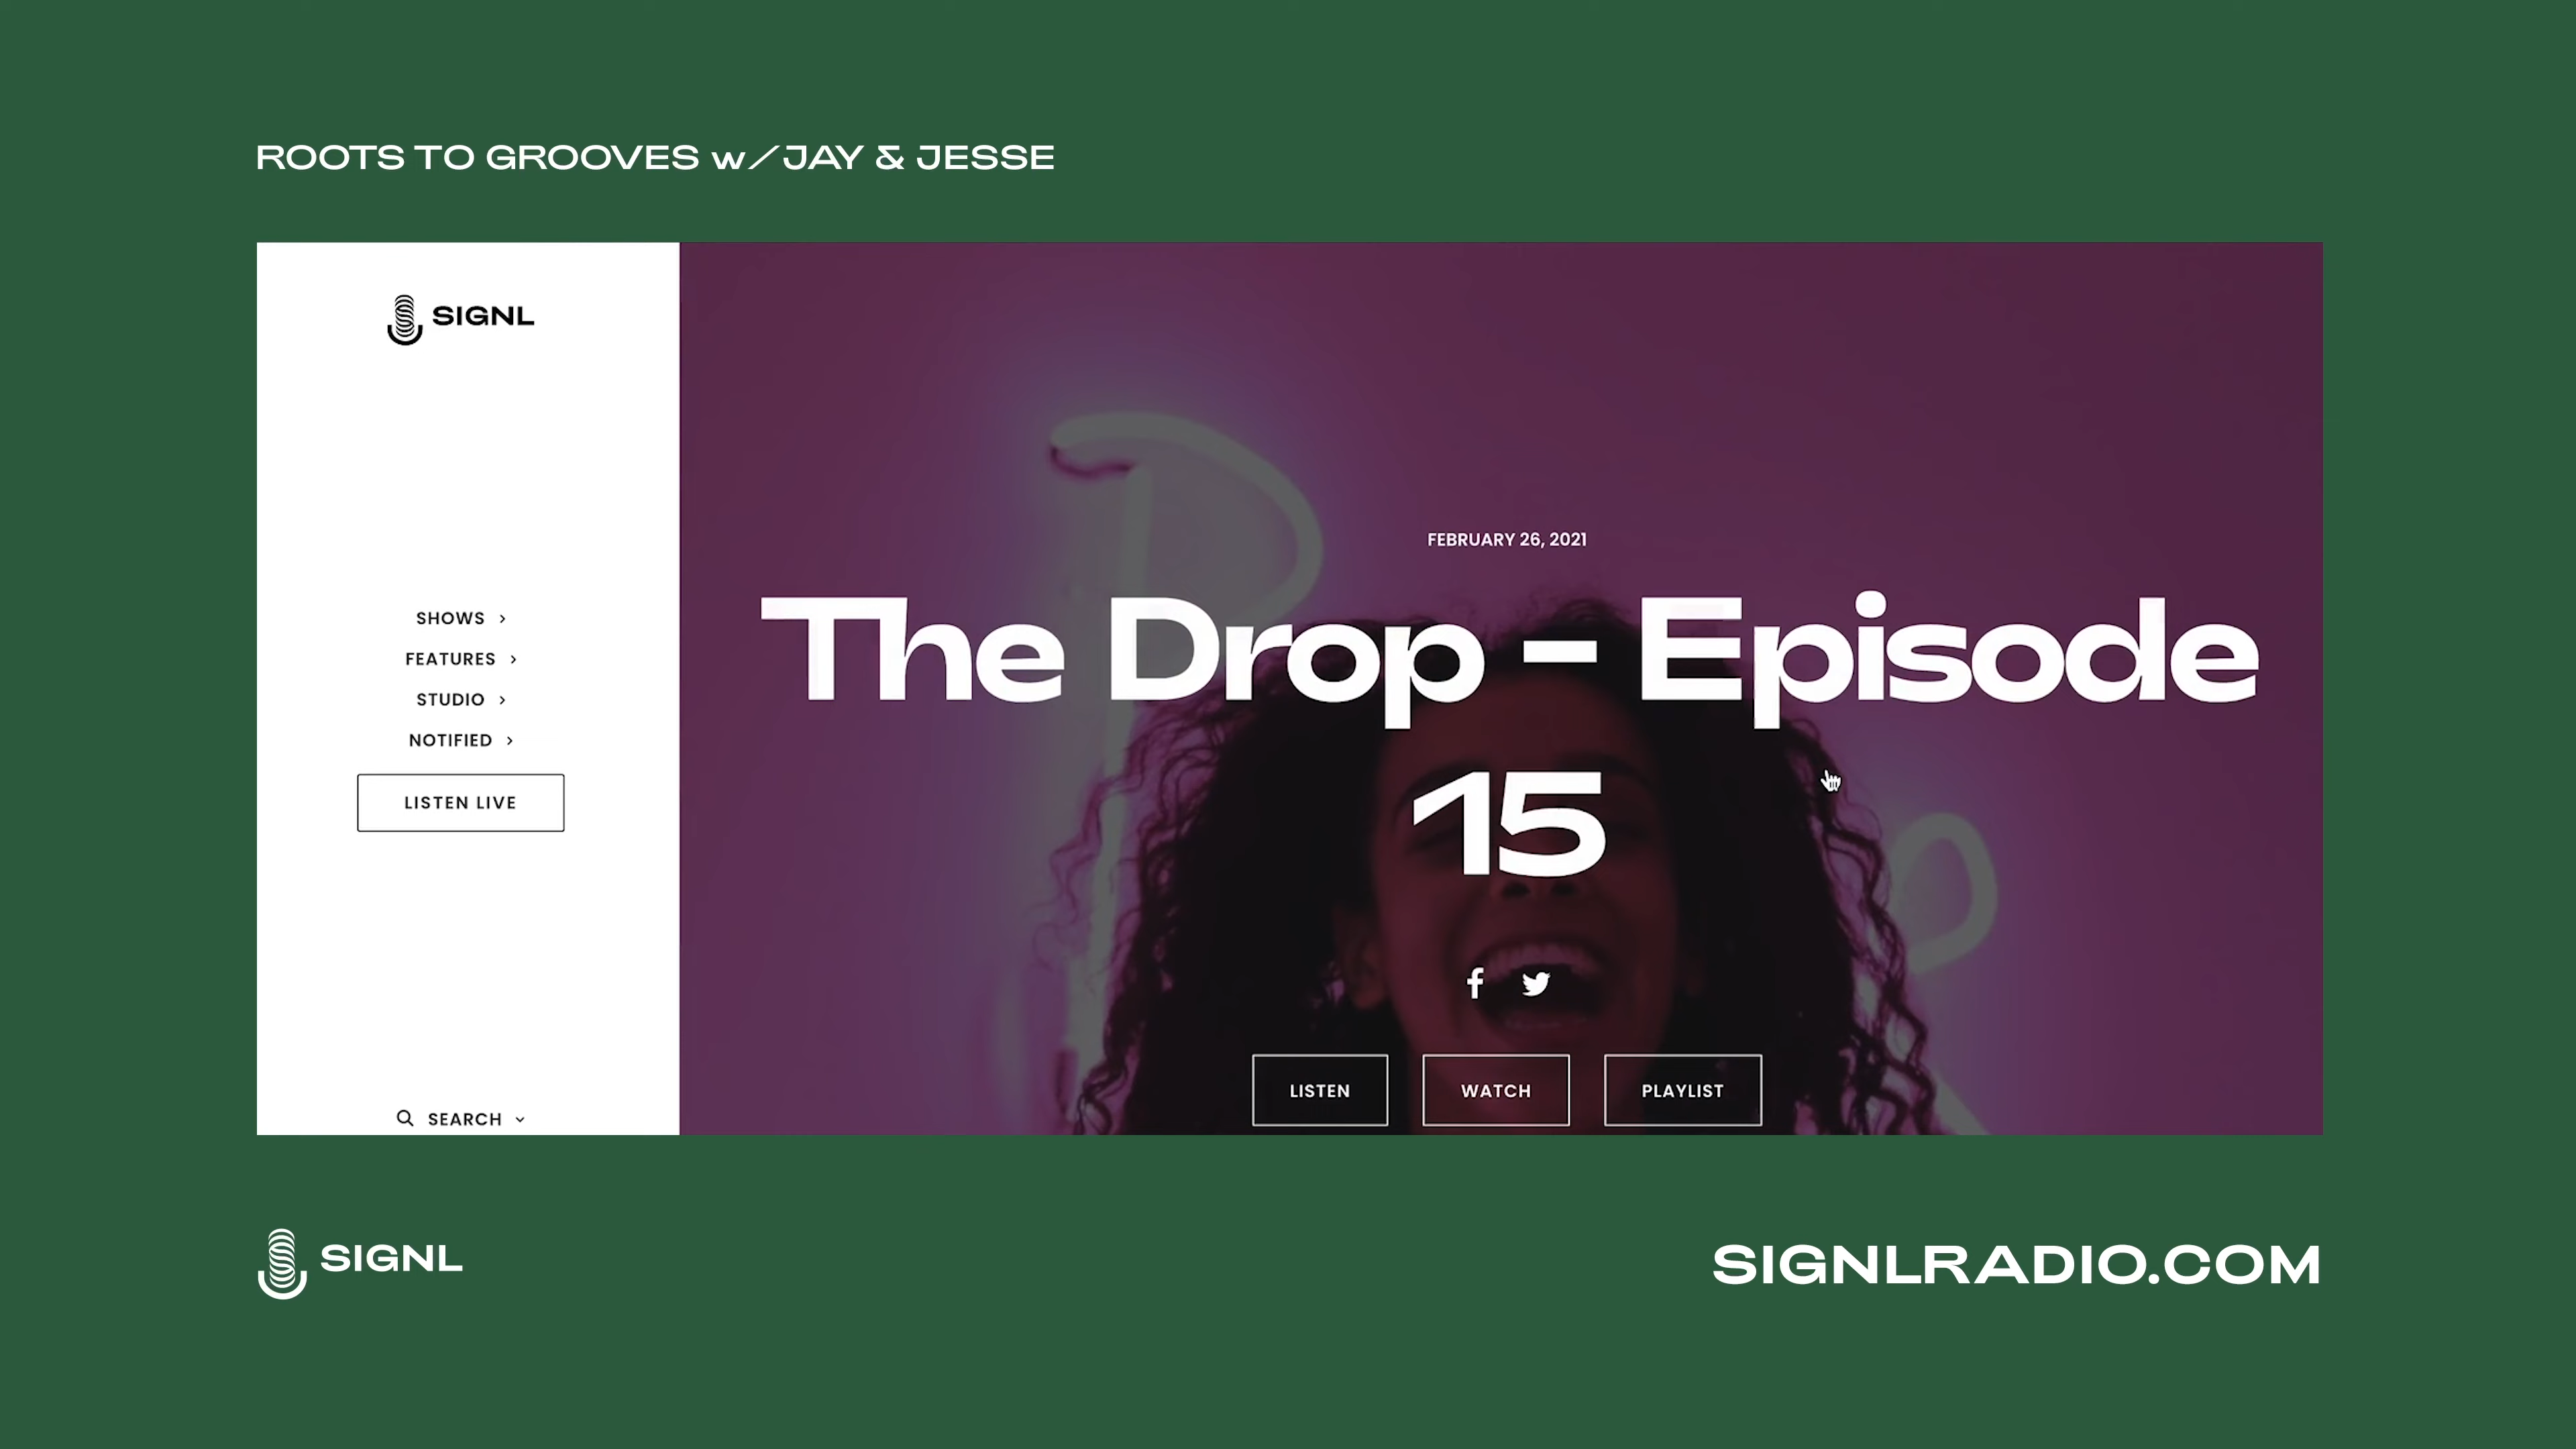 ROOTS TO GROOVES w/JAY & JESSE
SIGNL
SHOWS
FEATURES
STUDIO
NOTIFIED
LISTEN LIVE
SEARCH
FEBRUARY 26, 2021
The Drop - Episode
15
LISTEN WATCH PLAYLIST
SIGNL
SIGNLRADIO.COM